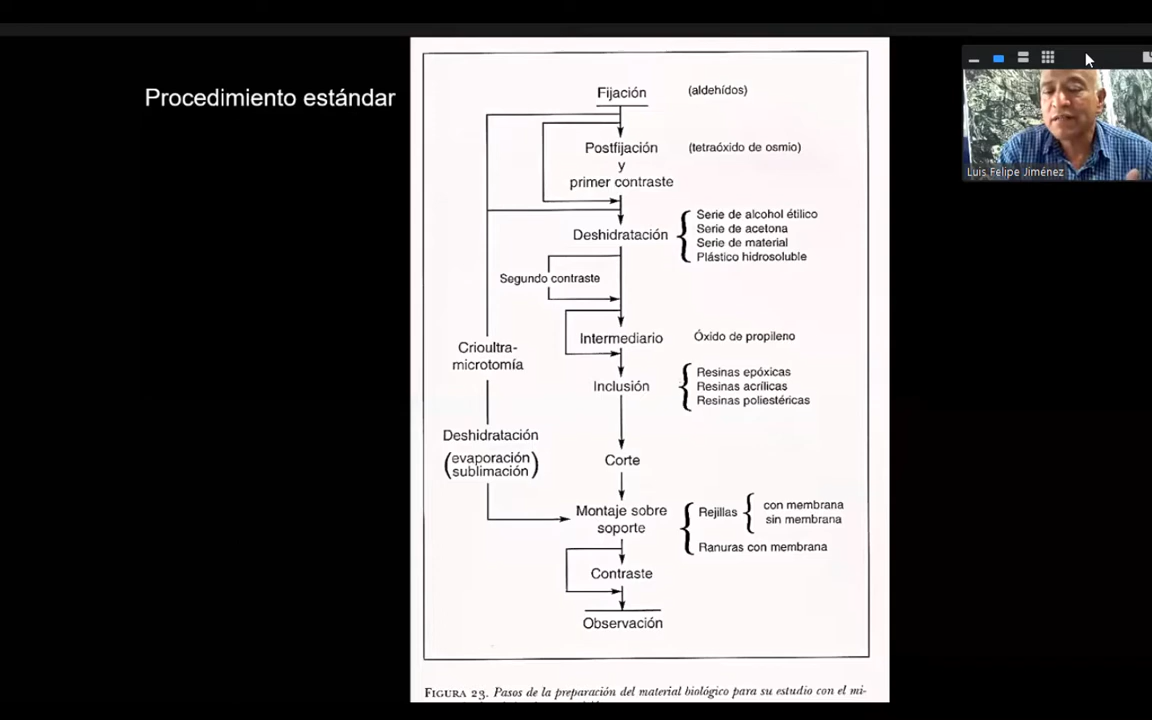 Procedimiento estándar
Luis Felipe Jiménez
Fijación (aldehídos)
Postfijación (tetraóxido de osmio)
y
primer contraste
Deshidratación
Serie de alcohol étilico
Serie de acetona
Serie de material
Plástico hidrosoluble
Segundo contraste
Intermediario Óxido de propileno
Crioultra-
microtomía
Inclusión
Resinas epóxicas
Resinas acrílicas
Resinas poliestéricas
Deshidratación
(evaporación
sublimación)
Corte
Montaje sobre
soporte
Rejillas
con membrana
sin membrana
Ranuras con membrana
Contraste
Observación
FIGURA 23. Pasos de la preparación del material biológico para su estudio con el mi-